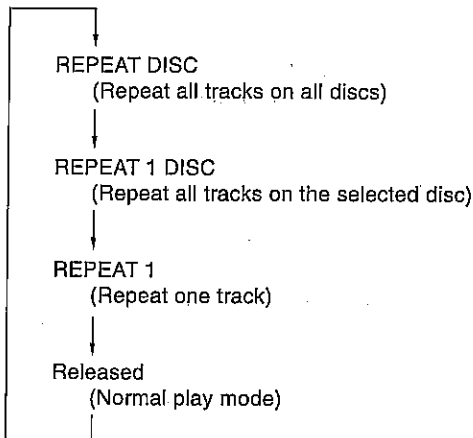 REPEAT DISC
(Repeat all tracks on all discs)
REPEAT 1 DISC
(Repeat all tracks on the selected disc)
REPEAT 1
(Repeat one track)
Released
(Normal play mode)